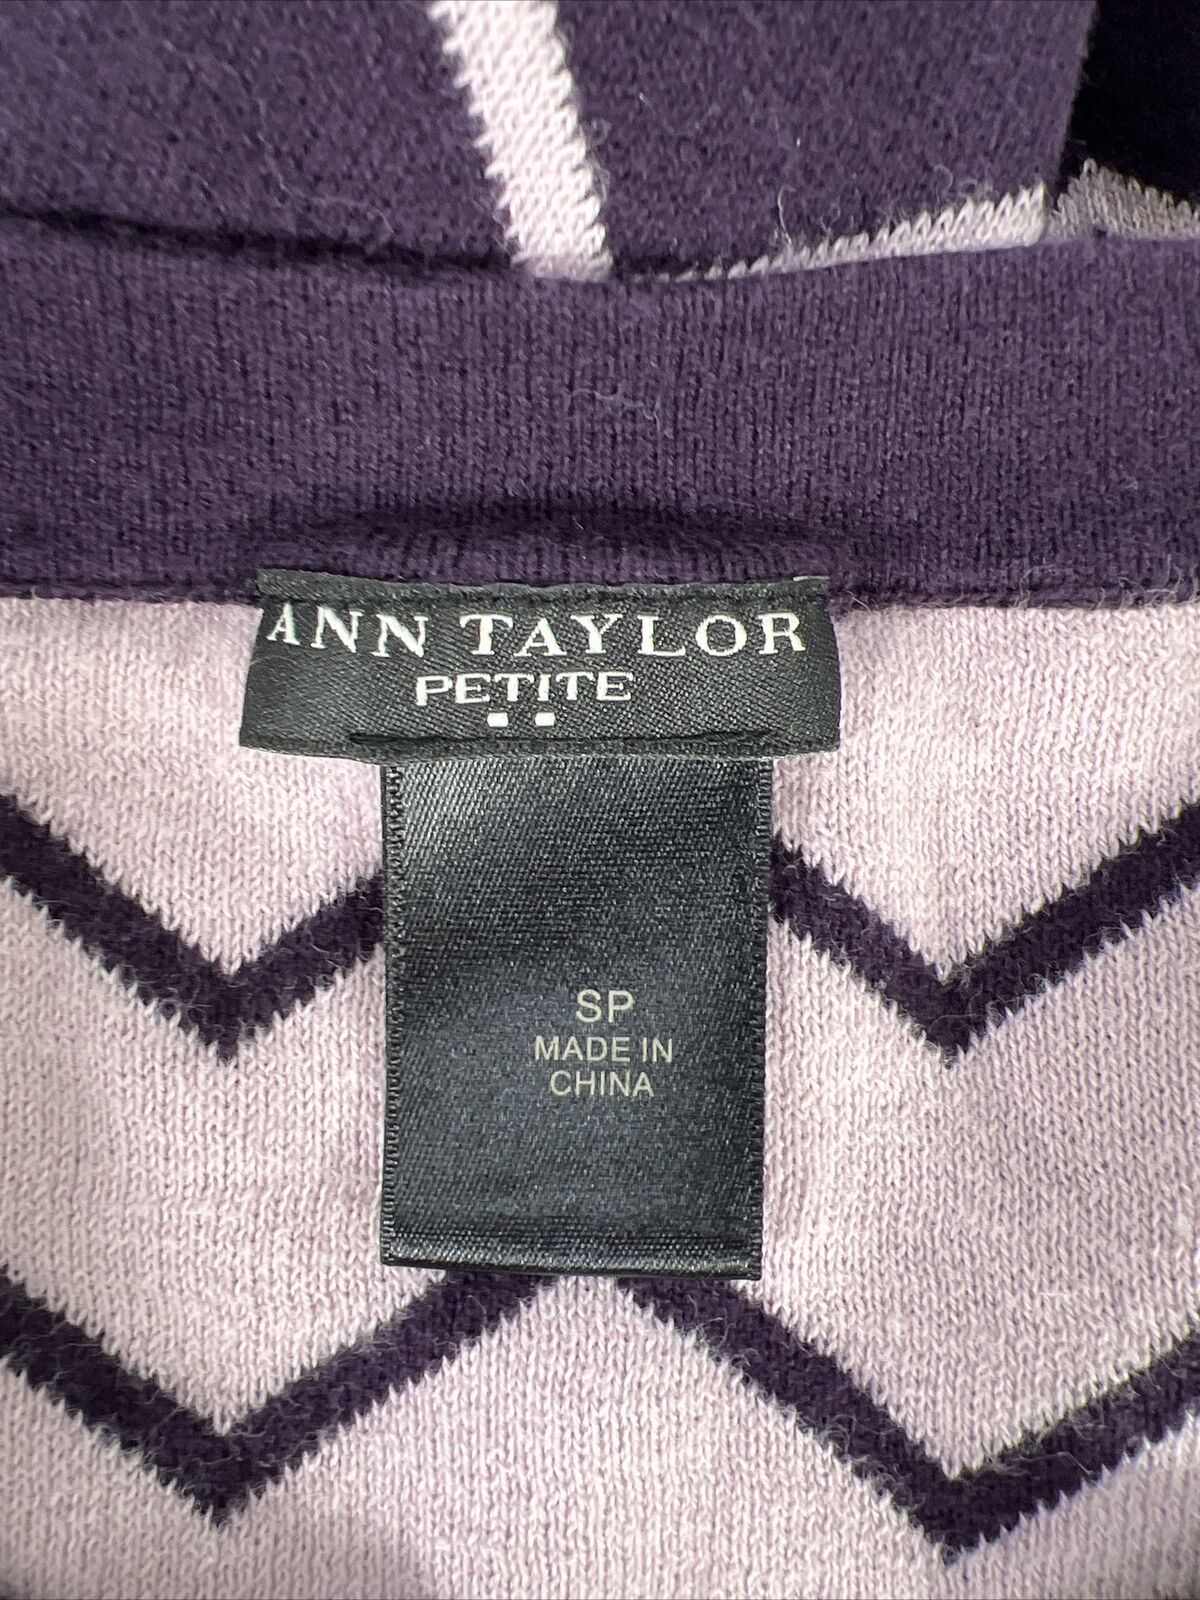 ANN TAYLOR
PETITE
SP
MADE IN
CHINA